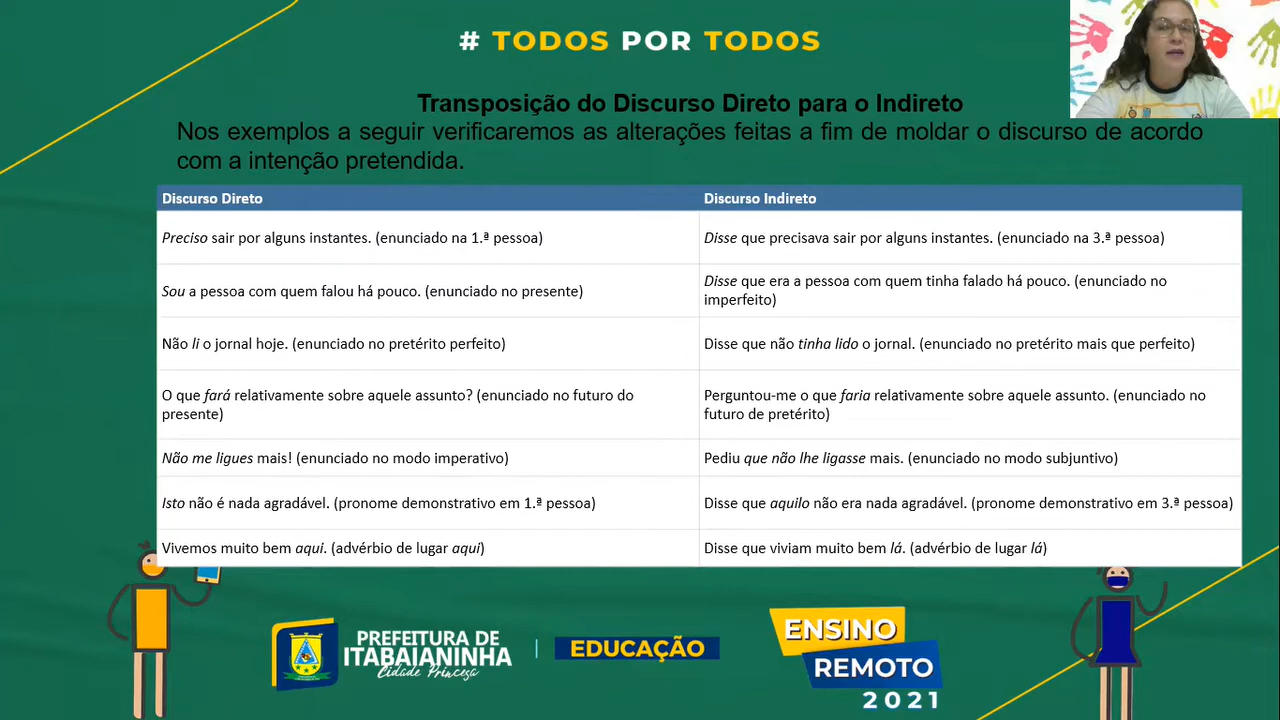 # TODOS POR TODOS
Transposição do Discurso Direto para o Indireto
Nos exemplos a seguir verificaremos as alterações feitas a fim de moldar o discurso de acordo
com a intenção pretendida.
Discurso Direto
Discurso Indireto
Preciso sair por alguns instantes. (enunciado na 1.ª pessoa)
Disse que precisava sair por alguns instantes. (enunciado na 3.ª pessoa)
Sou a pessoa com quem falou há pouco. (enunciado no presente)
Disse que era a pessoa com quem tinha falado há pouco. (enunciado no
imperfeito)
Não li o jornal hoje. (enunciado no pretérito perfeito)
Disse que não tinha lido o jornal. (enunciado no pretérito mais que perfeito)
O que fará relativamente sobre aquele assunto? (enunciado no futuro do
presente)
Perguntou-me o que faria relativamente sobre aquele assunto. (enunciado no
futuro de pretérito)
Não me ligues mais! (enunciado no modo imperativo)
Pediu que não lhe ligasse mais. (enunciado no modo subjuntivo)
Isto não é nada agradável. (pronome demonstrativo em 1.ª pessoa)
Disse que aquilo não era nada agradável. (pronome demonstrativo em 3.ª pessoa)
Vivemos muito bem aqui. (advérbio de lugar aqui)
Disse que viviam muito bem lá. (advérbio de lugar lá)
PREFEITURA DE
ITABAIANINHA
Cidade Princesa
EDUCAÇÃO
ENSINO
REMOTO
2021